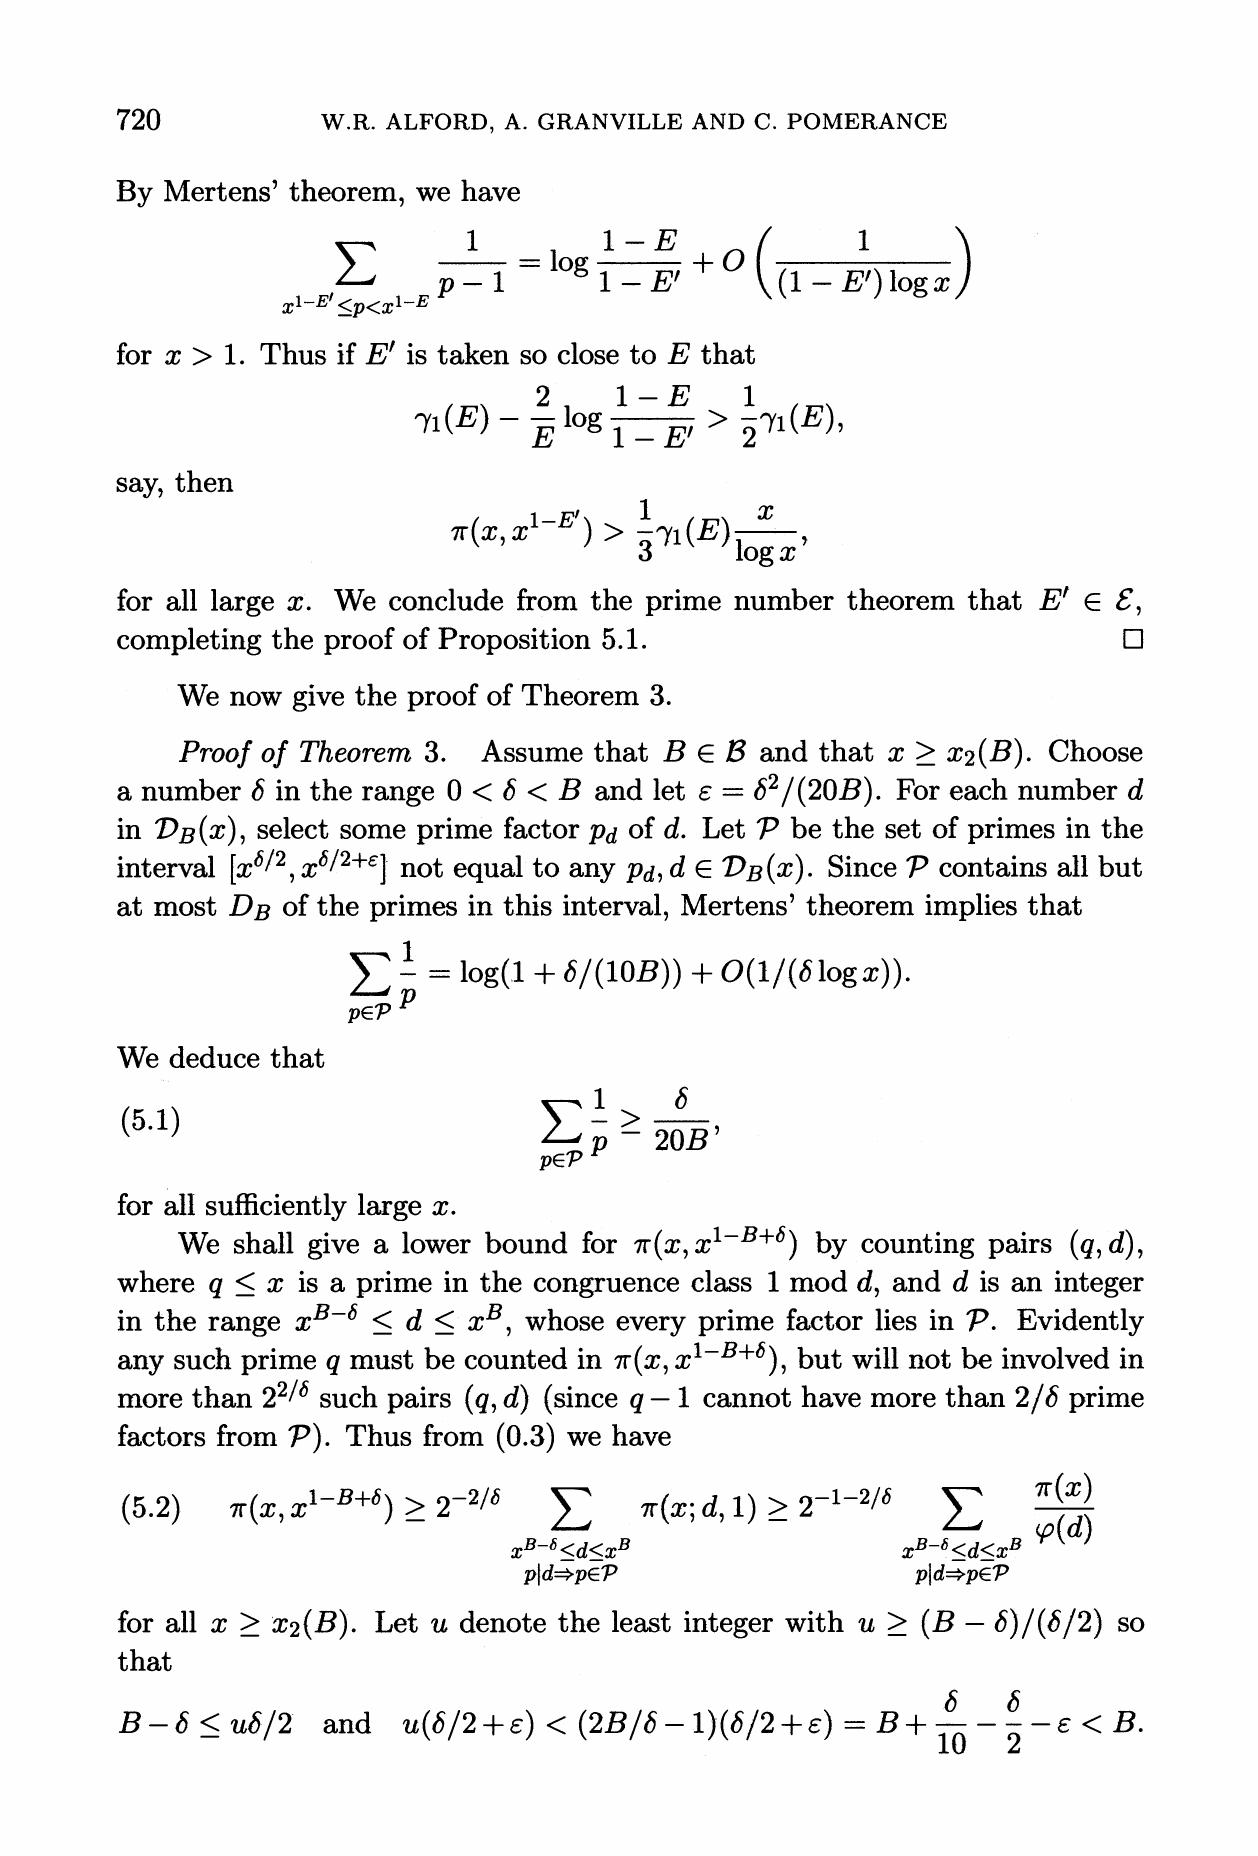 720 W.R. ALFORD, A. GRANVILLE AND C. POMERANCE
By Mertens' theorem, we have
$$\sum_{x^{1-E'} \le p < x^{1-E}} \frac{1}{p-1} = \log \frac{1-E}{1-E'} + O\left(\frac{1}{(1-E')\log x}\right)$$
for $x > 1$. Thus if $E'$ is taken so close to $E$ that
$$\gamma_1(E) - \frac{2}{E} \log \frac{1-E}{1-E'} > \frac{1}{2}\gamma_1(E),$$
say, then
$$\pi(x, x^{1-E'}) > \frac{1}{3}\gamma_1(E)\frac{x}{\log x},$$
for all large $x$. We conclude from the prime number theorem that $E' \in \mathcal{E}$,
completing the proof of Proposition 5.1. □
We now give the proof of Theorem 3.
Proof of Theorem 3. Assume that $B \in \mathcal{B}$ and that $x \ge x_2(B)$. Choose
a number $\delta$ in the range $0 < \delta < B$ and let $\varepsilon = \delta^2/(20B)$. For each number $d$
in $\mathcal{D}_B(x)$, select some prime factor $p_d$ of $d$. Let $\mathcal{P}$ be the set of primes in the
interval $[x^{\delta/2}, x^{\delta/2+\varepsilon}]$ not equal to any $p_d, d \in \mathcal{D}_B(x)$. Since $\mathcal{P}$ contains all but
at most $D_B$ of the primes in this interval, Mertens' theorem implies that
$$\sum_{p \in \mathcal{P}} \frac{1}{p} = \log(1 + \delta/(10B)) + O(1/(\delta \log x)).$$
We deduce that
$$(5.1) \quad \sum_{p \in \mathcal{P}} \frac{1}{p} \ge \frac{\delta}{20B},$$
for all sufficiently large $x$.
We shall give a lower bound for $\pi(x, x^{1-B+\delta})$ by counting pairs $(q, d)$,
where $q \le x$ is a prime in the congruence class $1 \bmod d$, and $d$ is an integer
in the range $x^{B-\delta} \le d \le x^B$, whose every prime factor lies in $\mathcal{P}$. Evidently
any such prime $q$ must be counted in $\pi(x, x^{1-B+\delta})$, but will not be involved in
more than $2^{2/\delta}$ such pairs $(q, d)$ (since $q - 1$ cannot have more than $2/\delta$ prime
factors from $\mathcal{P}$). Thus from (0.3) we have
$$(5.2) \quad \pi(x, x^{1-B+\delta}) \ge 2^{-2/\delta} \sum_{\substack{x^{B-\delta} \le d \le x^B \\ p|d \Rightarrow p \in \mathcal{P}}} \pi(x; d, 1) \ge 2^{-1-2/\delta} \sum_{\substack{x^{B-\delta} \le d \le x^B \\ p|d \Rightarrow p \in \mathcal{P}}} \frac{\pi(x)}{\varphi(d)}$$
for all $x \ge x_2(B)$. Let $u$ denote the least integer with $u \ge (B - \delta)/(\delta/2)$ so
that
$$B - \delta \le u\delta/2 \quad \text{and} \quad u(\delta/2 + \varepsilon) < (2B/\delta - 1)(\delta/2 + \varepsilon) = B + \frac{\delta}{10} - \frac{\delta}{2} - \varepsilon < B.$$